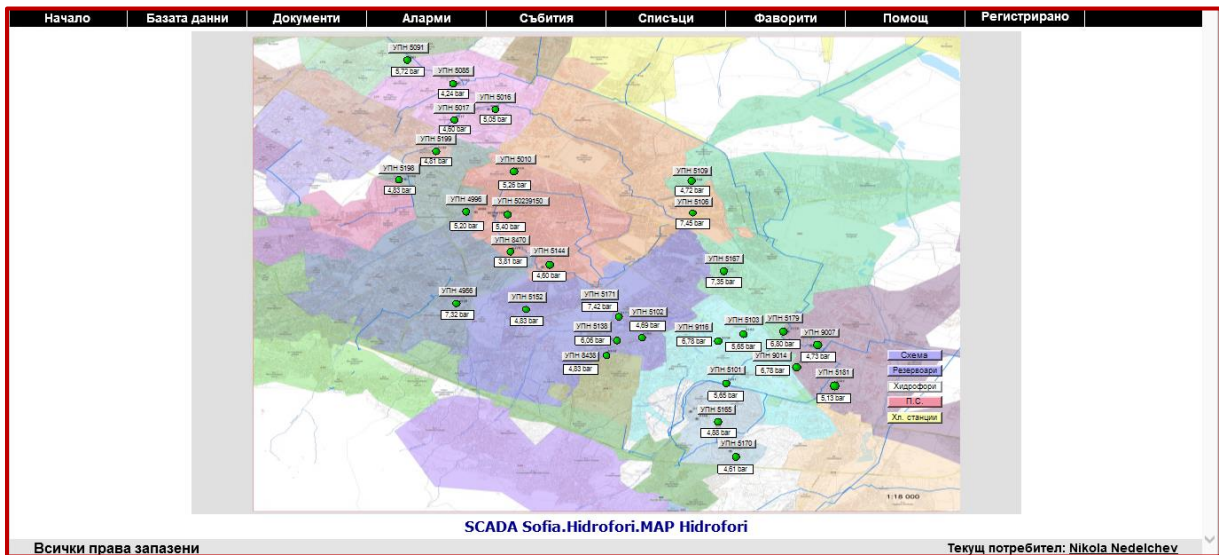 Начало Базата данни Документи Аларми Събития Списъци Фаворити Помощ Регистрирано
УПН 5091
5,72 bar
УПН 5085
4,24 bar
УПН 5016
5,05 bar
УПН 5017
4,60 bar
УПН 5199
4,81 bar
УПН 5198
4,83 bar
УПН 5010
5,26 bar
УПН 5109
4,72 bar
УПН 5106
7,45 bar
УПН 4996
5,20 bar
УПН 50239150
5,40 bar
УПН 8470
3,81 bar
УПН 5144
4,60 bar
УПН 5167
7,35 bar
УПН 4986
7,32 bar
УПН 5152
4,83 bar
УПН 5171
7,42 bar
УПН 5102
4,69 bar
УПН 5138
6,05 bar
УПН 8438
4,83 bar
УПН 9116
6,78 bar
УПН 5103
5,65 bar
УПН 5179
6,80 bar
УПН 9007
4,73 bar
УПН 9014
6,78 bar
УПН 5181
5,13 bar
УПН 5101
5,65 bar
УПН 5165
4,88 bar
УПН 5170
4,61 bar
Схема
Резервоари
Хидрофори
П.С.
Хл. станции
1:16 000
SCADA Sofia.Hidrofori.MAP Hidrofori
Всички права запазени Текущ потребител: Nikola Nedelchev